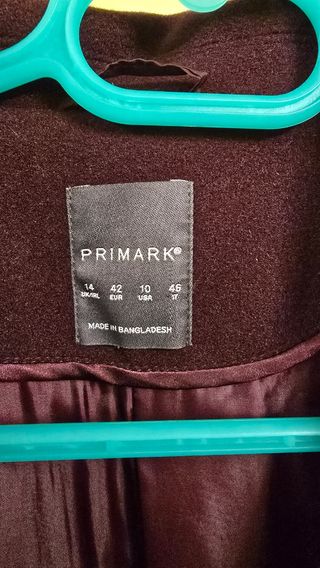 PRIMARK®
14 42 10 46
UK/IRL EUR USA IT
MADE IN BANGLADESH